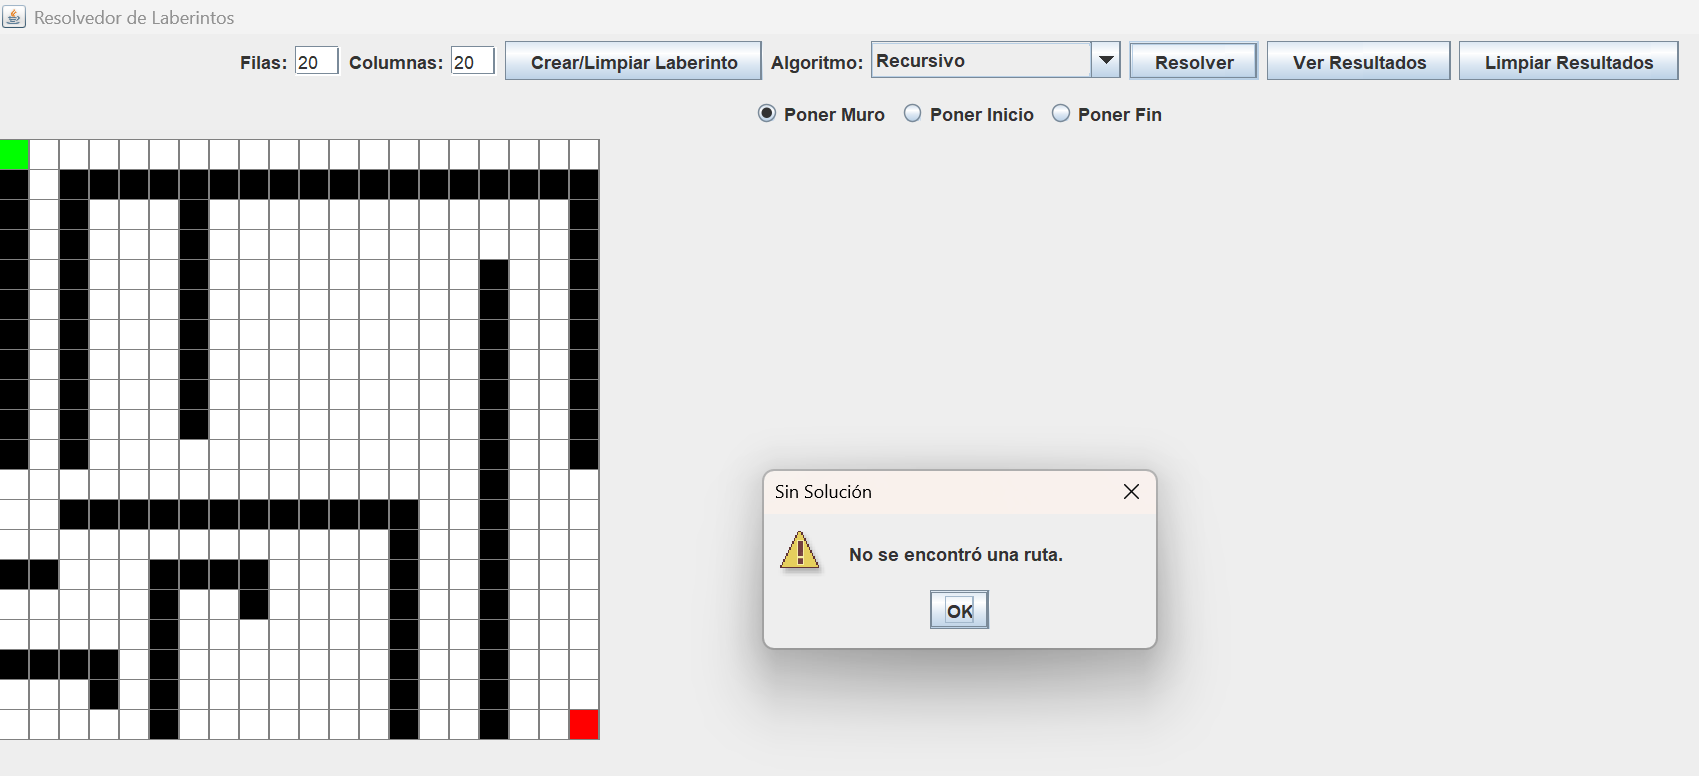 Resolvedor de Laberintos
Filas: 20 Columnas: 20 Crear/Limpiar Laberinto Algoritmo: Recursivo Resolver Ver Resultados Limpiar Resultados
Poner Muro Poner Inicio Poner Fin
Sin Solución
No se encontró una ruta.
OK